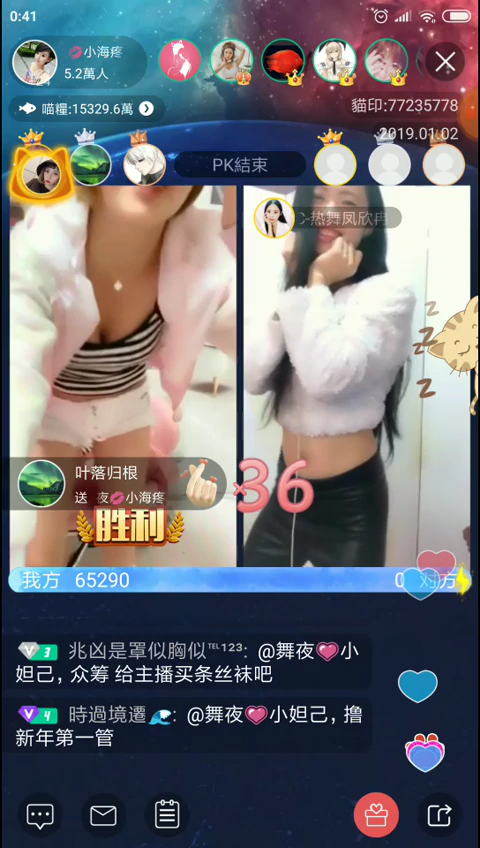 0:41
💋小海疼
5.2萬人
喵糧:15329.6萬
貓印:77235778
2019.01.02
PK結束
热舞凤欣冉
z
z
z
叶落归根
送 夜💋小海疼
36
胜利
我方 65290
0 对方
V 3 兆凶是罩似胸似℡¹²³: @舞夜💗小
妲己，众筹 给主播买条丝袜吧
V 4 時過境遷🌊: @舞夜💗小妲己，撸
新年第一管